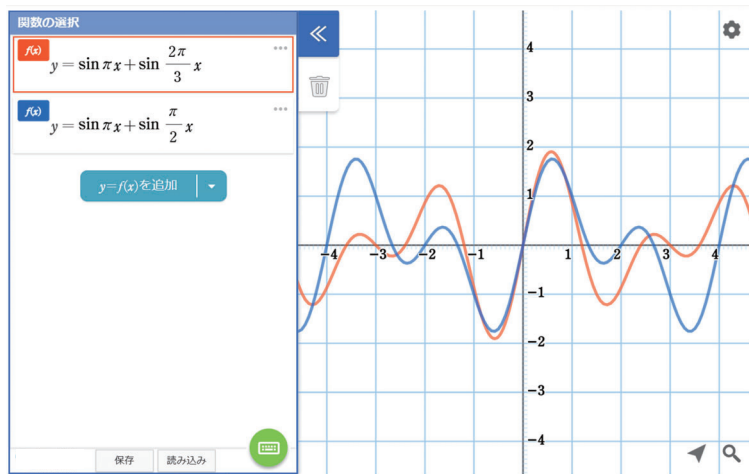 関数の選択
f(x)
y = sin πx + sin 2π/3 x
f(x)
y = sin πx + sin π/2 x
y=f(x)を追加
保存 読み込み
4
3
2
1
-4 -3 -2 -1 1 2 3 4
-1
-2
-3
-4